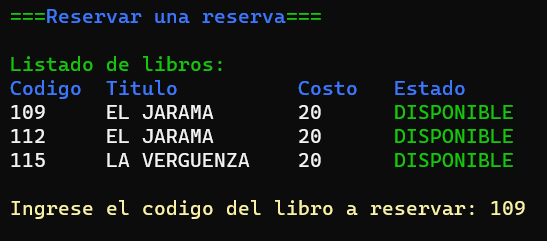 ===Reservar una reserva===
Listado de libros:
Codigo Titulo Costo Estado
109 EL JARAMA 20 DISPONIBLE
112 EL JARAMA 20 DISPONIBLE
115 LA VERGUENZA 20 DISPONIBLE
Ingrese el codigo del libro a reservar: 109